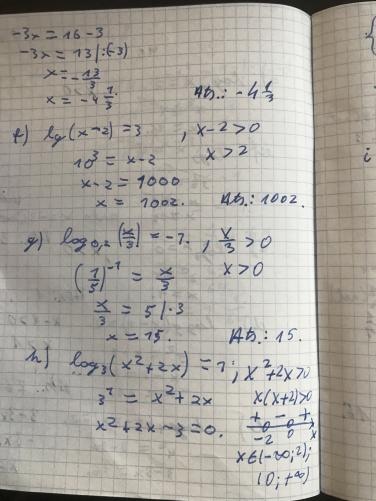 -3x = 16-3
-3x = 13 |:(-3)
x = -13/3
x = -4 1/3. Ats.: -4 1/3
f) lg(x-2) = 3 , x-2>0
10³ = x-2 x>2
x-2 = 1000
x = 1002. Ats.: 1002.
g) log₀,₂(x/3) = -1. , x/3 > 0
(1/5)⁻¹ = x/3 x>0
x/3 = 5 |·3
x = 15. Ats.: 15.
h) log₃(x²+2x) = 1; x²+2x>0
3¹ = x²+2x x(x+2)>0
x²+2x-3=0. + - +
-2 0 x
x∈(-∞;2);
(0;+∞)